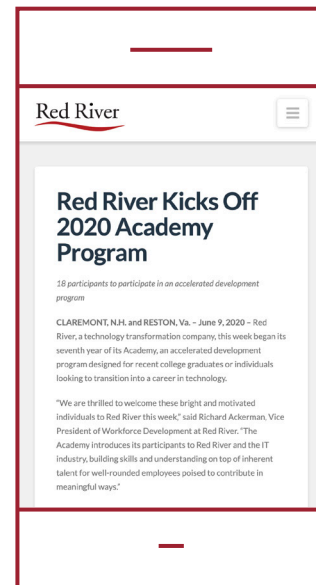 Red River
Red River Kicks Off
2020 Academy
Program
18 participants to participate in an accelerated development
program
CLAREMONT, N.H. and RESTON, Va. – June 9, 2020 – Red
River, a technology transformation company, this week began its
seventh year of its Academy, an accelerated development
program designed for recent college graduates or individuals
looking to transition into a career in technology.
“We are thrilled to welcome these bright and motivated
individuals to Red River this week,” said Richard Ackerman, Vice
President of Workforce Development at Red River. “The
Academy introduces its participants to Red River and the IT
industry, building skills and understanding on top of inherent
talent for well-rounded employees poised to contribute in
meaningful ways.”